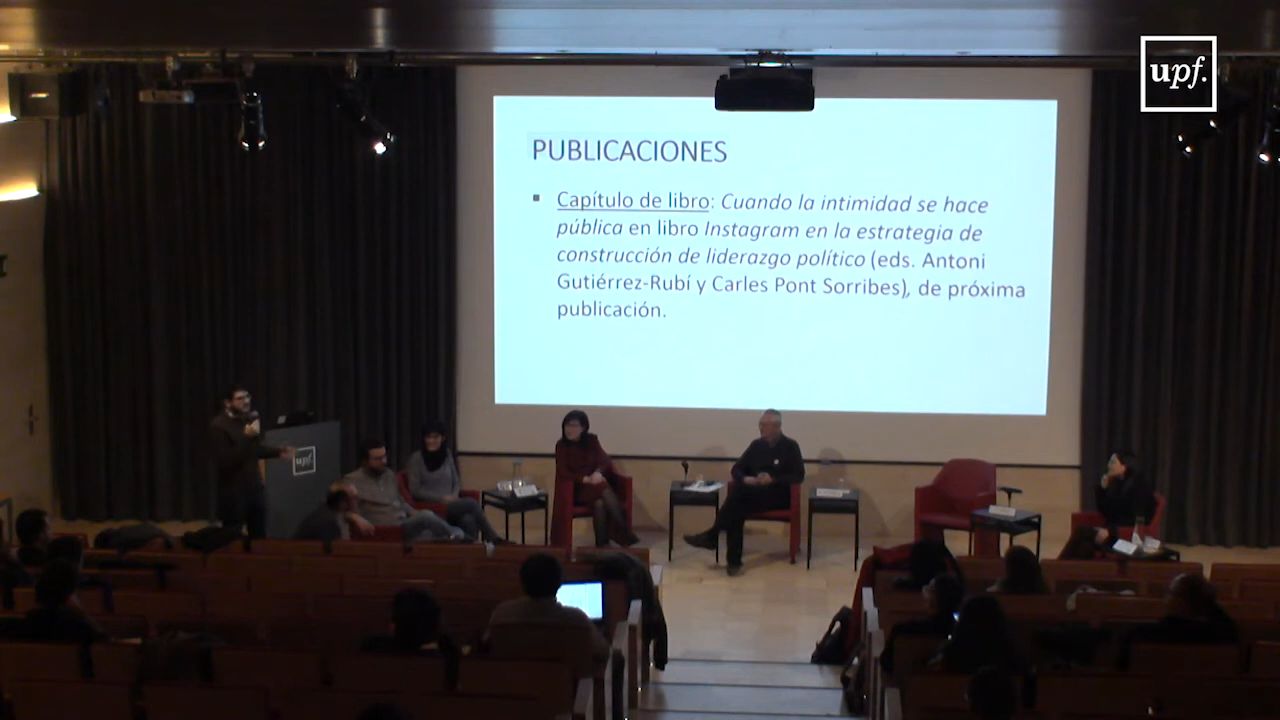 upf.
PUBLICACIONES
▪ Capítulo de libro: Cuando la intimidad se hace
pública en libro Instagram en la estrategia de
construcción de liderazgo político (eds. Antoni
Gutiérrez-Rubí y Carles Pont Sorribes), de próxima
publicación.
upf.